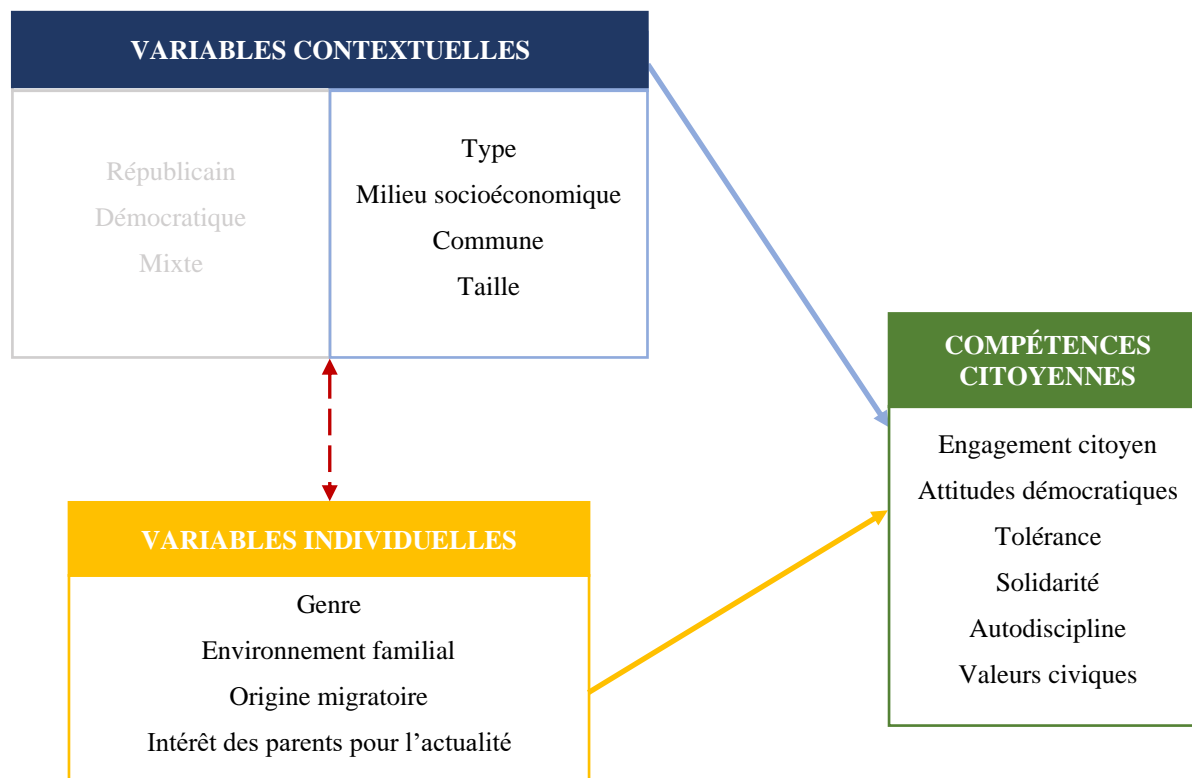 VARIABLES CONTEXTUELLES
Républicain
Démocratique
Mixte
Type
Milieu socioéconomique
Commune
Taille
COMPÉTENCES
CITOYENNES
Engagement citoyen
Attitudes démocratiques
Tolérance
Solidarité
Autodiscipline
Valeurs civiques
VARIABLES INDIVIDUELLES
Genre
Environnement familial
Origine migratoire
Intérêt des parents pour l’actualité